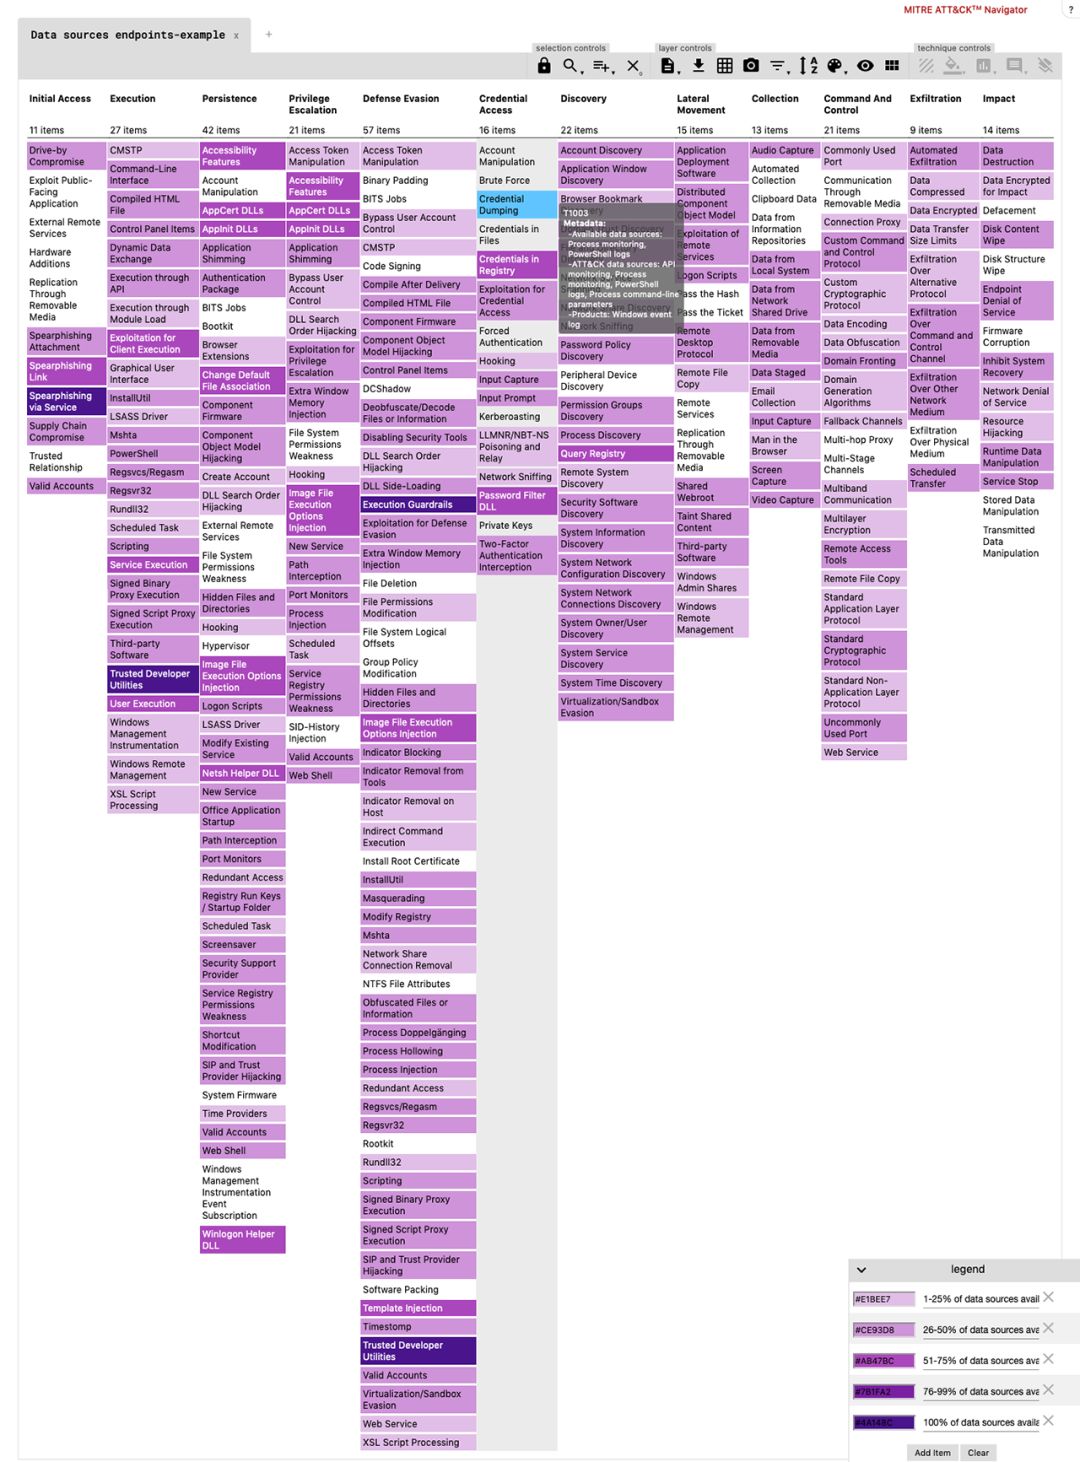 MITRE ATT&CK™ Navigator
?
Data sources endpoints-example x
+
selection controls
layer controls
technique controls
Initial Access
11 items
Drive-by
Compromise
Exploit Public-
Facing
Application
External Remote
Services
Hardware
Additions
Replication
Through
Removable
Media
Spearphishing
Attachment
Spearphishing
Link
Spearphishing
via Service
Supply Chain
Compromise
Trusted
Relationship
Valid Accounts
Execution
27 items
CMSTP
Command-Line
Interface
Compiled HTML
File
Control Panel Items
Dynamic Data
Exchange
Execution through
API
Execution through
Module Load
Exploitation for
Client Execution
Graphical User
Interface
InstallUtil
LSASS Driver
Mshta
PowerShell
Regsvcs/Regasm
Regsvr32
Rundll32
Scheduled Task
Scripting
Service Execution
Signed Binary
Proxy Execution
Signed Script Proxy
Execution
Third-party
Software
Trusted Developer
Utilities
User Execution
Windows
Management
Instrumentation
Windows Remote
Management
XSL Script
Processing
Persistence
42 items
Accessibility
Features
Account
Manipulation
AppCert DLLs
AppInit DLLs
Application
Shimming
Authentication
Package
BITS Jobs
Bootkit
Browser
Extensions
Change Default
File Association
Component
Firmware
Component
Object Model
Hijacking
Create Account
DLL Search Order
Hijacking
External Remote
Services
File System
Permissions
Weakness
Hidden Files and
Directories
Hooking
Hypervisor
Image File
Execution Options
Injection
Logon Scripts
LSASS Driver
Modify Existing
Service
Netsh Helper DLL
New Service
Office Application
Startup
Path Interception
Port Monitors
Redundant Access
Registry Run Keys
/ Startup Folder
Scheduled Task
Screensaver
Security Support
Provider
Service Registry
Permissions
Weakness
Shortcut
Modification
SIP and Trust
Provider Hijacking
System Firmware
Time Providers
Valid Accounts
Web Shell
Windows
Management
Instrumentation
Event
Subscription
Winlogon Helper
DLL
Privilege
Escalation
21 items
Access Token
Manipulation
Accessibility
Features
AppCert DLLs
AppInit DLLs
Application
Shimming
Bypass User
Account
Control
DLL Search
Order Hijacking
Exploitation for
Privilege
Escalation
Extra Window
Memory
Injection
File System
Permissions
Weakness
Hooking
Image File
Execution
Options
Injection
New Service
Path
Interception
Port Monitors
Process
Injection
Scheduled
Task
Service
Registry
Permissions
Weakness
SID-History
Injection
Valid Accounts
Web Shell
Defense Evasion
57 items
Access Token
Manipulation
Binary Padding
BITS Jobs
Bypass User Account
Control
CMSTP
Code Signing
Compile After Delivery
Compiled HTML File
Component Firmware
Component Object
Model Hijacking
Control Panel Items
DCShadow
Deobfuscate/Decode
Files or Information
Disabling Security Tools
DLL Search Order
Hijacking
DLL Side-Loading
Execution Guardrails
Exploitation for Defense
Evasion
Extra Window Memory
Injection
File Deletion
File Permissions
Modification
File System Logical
Offsets
Group Policy
Modification
Hidden Files and
Directories
Image File Execution
Options Injection
Indicator Blocking
Indicator Removal from
Tools
Indicator Removal on
Host
Indirect Command
Execution
Install Root Certificate
InstallUtil
Masquerading
Modify Registry
Mshta
Network Share
Connection Removal
NTFS File Attributes
Obfuscated Files or
Information
Process Doppelgänging
Process Hollowing
Process Injection
Redundant Access
Regsvcs/Regasm
Regsvr32
Rootkit
Rundll32
Scripting
Signed Binary Proxy
Execution
Signed Script Proxy
Execution
SIP and Trust Provider
Hijacking
Software Packing
Template Injection
Timestomp
Trusted Developer
Utilities
Valid Accounts
Virtualization/Sandbox
Evasion
Web Service
XSL Script Processing
Credential
Access
16 items
Account
Manipulation
Brute Force
Credential
Dumping
Credentials in
Files
Credentials in
Registry
Exploitation for
Credential
Access
Forced
Authentication
Hooking
Input Capture
Input Prompt
Kerberoasting
LLMNR/NBT-NS
Poisoning and
Relay
Network Sniffing
Password Filter
DLL
Private Keys
Two-Factor
Authentication
Interception
Discovery
22 items
Account Discovery
Application Window
Discovery
Browser Bookmark
T1003
Metadata:
-Available data sources:
Process monitoring,
PowerShell logs
-ATT&CK data sources: API
monitoring, Process
monitoring, PowerShell
logs, Process command-line
parameters
-Products: Windows event
log
Password Policy
Discovery
Peripheral Device
Discovery
Permission Groups
Discovery
Process Discovery
Query Registry
Remote System
Discovery
Security Software
Discovery
System Information
Discovery
System Network
Configuration Discovery
System Network
Connections Discovery
System Owner/User
Discovery
System Service
Discovery
System Time Discovery
Virtualization/Sandbox
Evasion
Lateral
Movement
15 items
Application
Deployment
Software
Distributed
Component
Object Model
Exploitation of
Remote
Services
Logon Scripts
Pass the Hash
Pass the Ticket
Remote
Desktop
Protocol
Remote File
Copy
Remote
Services
Replication
Through
Removable
Media
Shared
Webroot
Taint Shared
Content
Third-party
Software
Windows
Admin Shares
Windows
Remote
Management
Collection
13 items
Audio Capture
Automated
Collection
Clipboard Data
Data from
Information
Repositories
Data from
Local System
Data from
Network
Shared Drive
Data from
Removable
Media
Data Staged
Email
Collection
Input Capture
Man in the
Browser
Screen
Capture
Video Capture
Command And
Control
21 items
Commonly Used
Port
Communication
Through
Removable Media
Connection Proxy
Custom Command
and Control
Protocol
Custom
Cryptographic
Protocol
Data Encoding
Data Obfuscation
Domain Fronting
Domain
Generation
Algorithms
Fallback Channels
Multi-hop Proxy
Multi-Stage
Channels
Multiband
Communication
Multilayer
Encryption
Remote Access
Tools
Remote File Copy
Standard
Application Layer
Protocol
Standard
Cryptographic
Protocol
Standard Non-
Application Layer
Protocol
Uncommonly
Used Port
Web Service
Exfiltration
9 items
Automated
Exfiltration
Data
Compressed
Data Encrypted
Data Transfer
Size Limits
Exfiltration
Over
Alternative
Protocol
Exfiltration
Over
Command and
Control
Channel
Exfiltration
Over Other
Network
Medium
Exfiltration
Over Physical
Medium
Scheduled
Transfer
Impact
14 items
Data
Destruction
Data Encrypted
for Impact
Defacement
Disk Content
Wipe
Disk Structure
Wipe
Endpoint
Denial of
Service
Firmware
Corruption
Inhibit System
Recovery
Network Denial
of Service
Resource
Hijacking
Runtime Data
Manipulation
Service Stop
Stored Data
Manipulation
Transmitted
Data
Manipulation
legend
#E1BEE7 1-25% of data sources avail
#CE93D8 26-50% of data sources ava
#AB47BC 51-75% of data sources ava
#7B1FA2 76-99% of data sources ava
#4A148C 100% of data sources availa
Add Item Clear